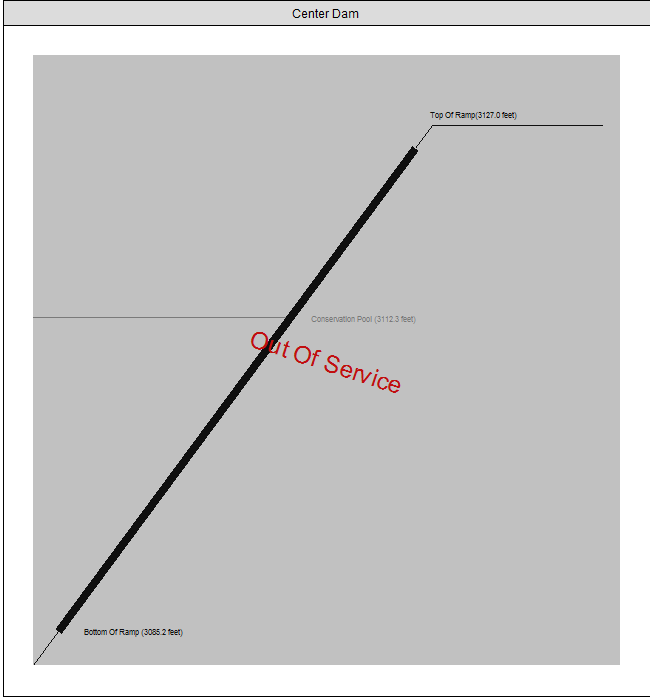 Center Dam
Top Of Ramp(3127.0 feet)
Conservation Pool (3112.3 feet)
Out Of Service
Bottom Of Ramp (3085.2 feet)